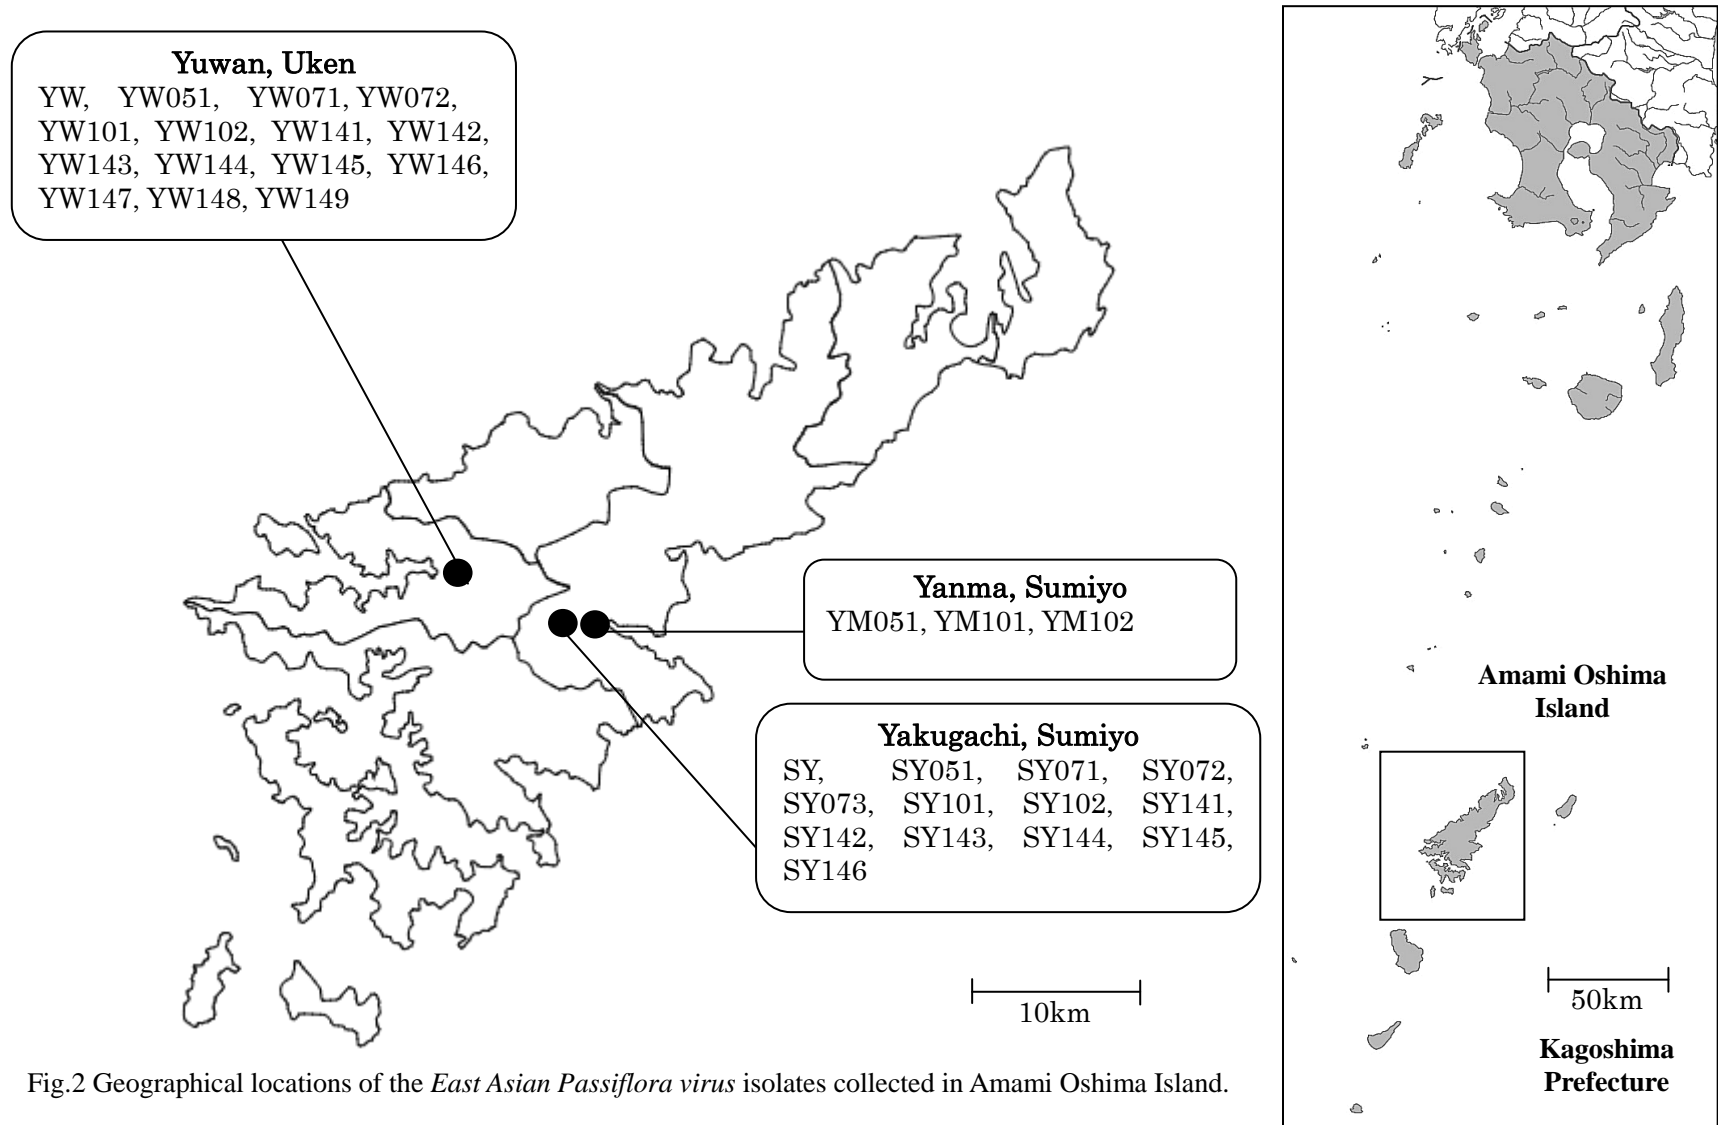 Yuwan, Uken
YW, YW051, YW071, YW072,
YW101, YW102, YW141, YW142,
YW143, YW144, YW145, YW146,
YW147, YW148, YW149
Yanma, Sumiyo
YM051, YM101, YM102
Yakugachi, Sumiyo
SY, SY051, SY071, SY072,
SY073, SY101, SY102, SY141,
SY142, SY143, SY144, SY145,
SY146
10km
Fig.2 Geographical locations of the East Asian Passiflora virus isolates collected in Amami Oshima Island.
Amami Oshima
Island
50km
Kagoshima
Prefecture